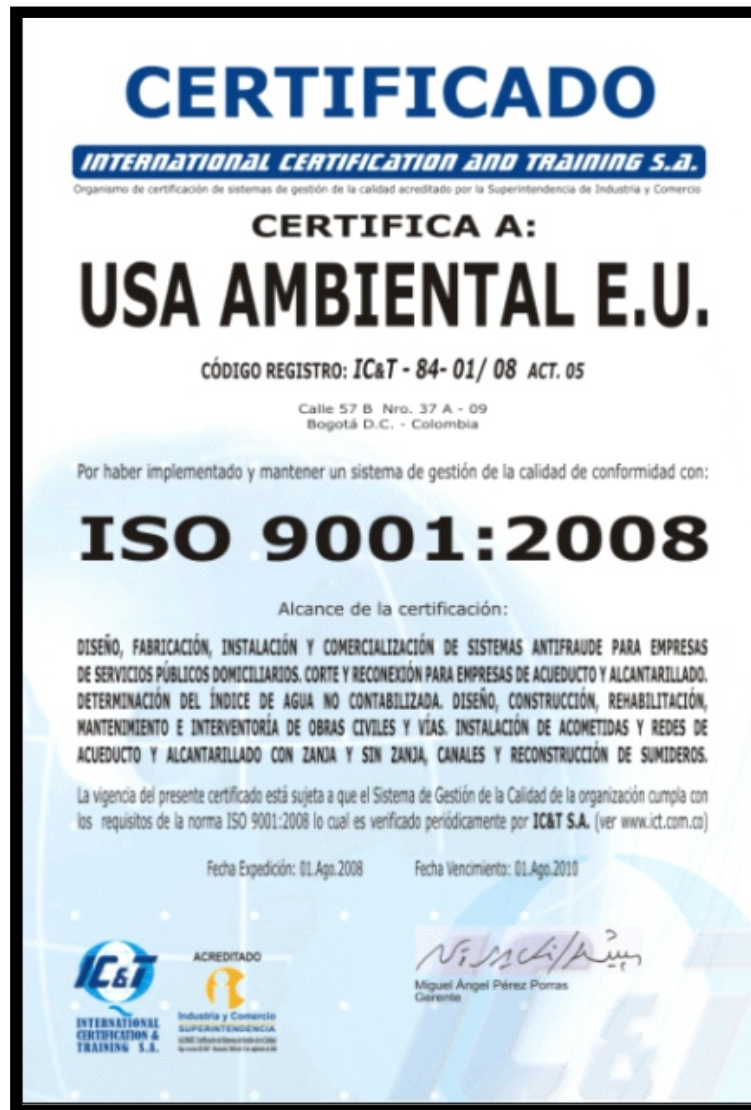 CERTIFICADO
INTERNATIONAL CERTIFICATION AND TRAINING S.A.
Organismo de certificación de sistemas de gestión de la calidad acreditado por la Superintendencia de Industria y Comercio
CERTIFICA A:
USA AMBIENTAL E.U.
CÓDIGO REGISTRO: IC&T - 84- 01/ 08 ACT. 05
Calle 57 B Nro. 37 A - 09
Bogotá D.C. - Colombia
Por haber implementado y mantener un sistema de gestión de la calidad de conformidad con:
ISO 9001:2008
Alcance de la certificación:
DISEÑO, FABRICACIÓN, INSTALACIÓN Y COMERCIALIZACIÓN DE SISTEMAS ANTIFRAUDE PARA EMPRESAS
DE SERVICIOS PÚBLICOS DOMICILIARIOS. CORTE Y RECONEXIÓN PARA EMPRESAS DE ACUEDUCTO Y ALCANTARILLADO.
DETERMINACIÓN DEL ÍNDICE DE AGUA NO CONTABILIZADA. DISEÑO, CONSTRUCCIÓN, REHABILITACIÓN,
MANTENIMIENTO E INTERVENTORÍA DE OBRAS CIVILES Y VÍAS. INSTALACIÓN DE ACOMETIDAS Y REDES DE
ACUEDUCTO Y ALCANTARILLADO CON ZANJA Y SIN ZANJA, CANALES Y RECONSTRUCCIÓN DE SUMIDEROS.
La vigencia del presente certificado está sujeta a que el Sistema de Gestión de la Calidad de la organización cumpla con
los requisitos de la norma ISO 9001:2008 lo cual es verificado periódicamente por IC&T S.A. (ver www.ict.com.co)
Fecha Expedición: 01.Ago.2008 Fecha Vencimiento: 01.Ago.2010
IC&T
INTERNATIONAL
CERTIFICATION &
TRAINING S.A.
ACREDITADO
Industria y Comercio
SUPERINTENDENCIA
Miguel Ángel Pérez Porras
Gerente
IC&T